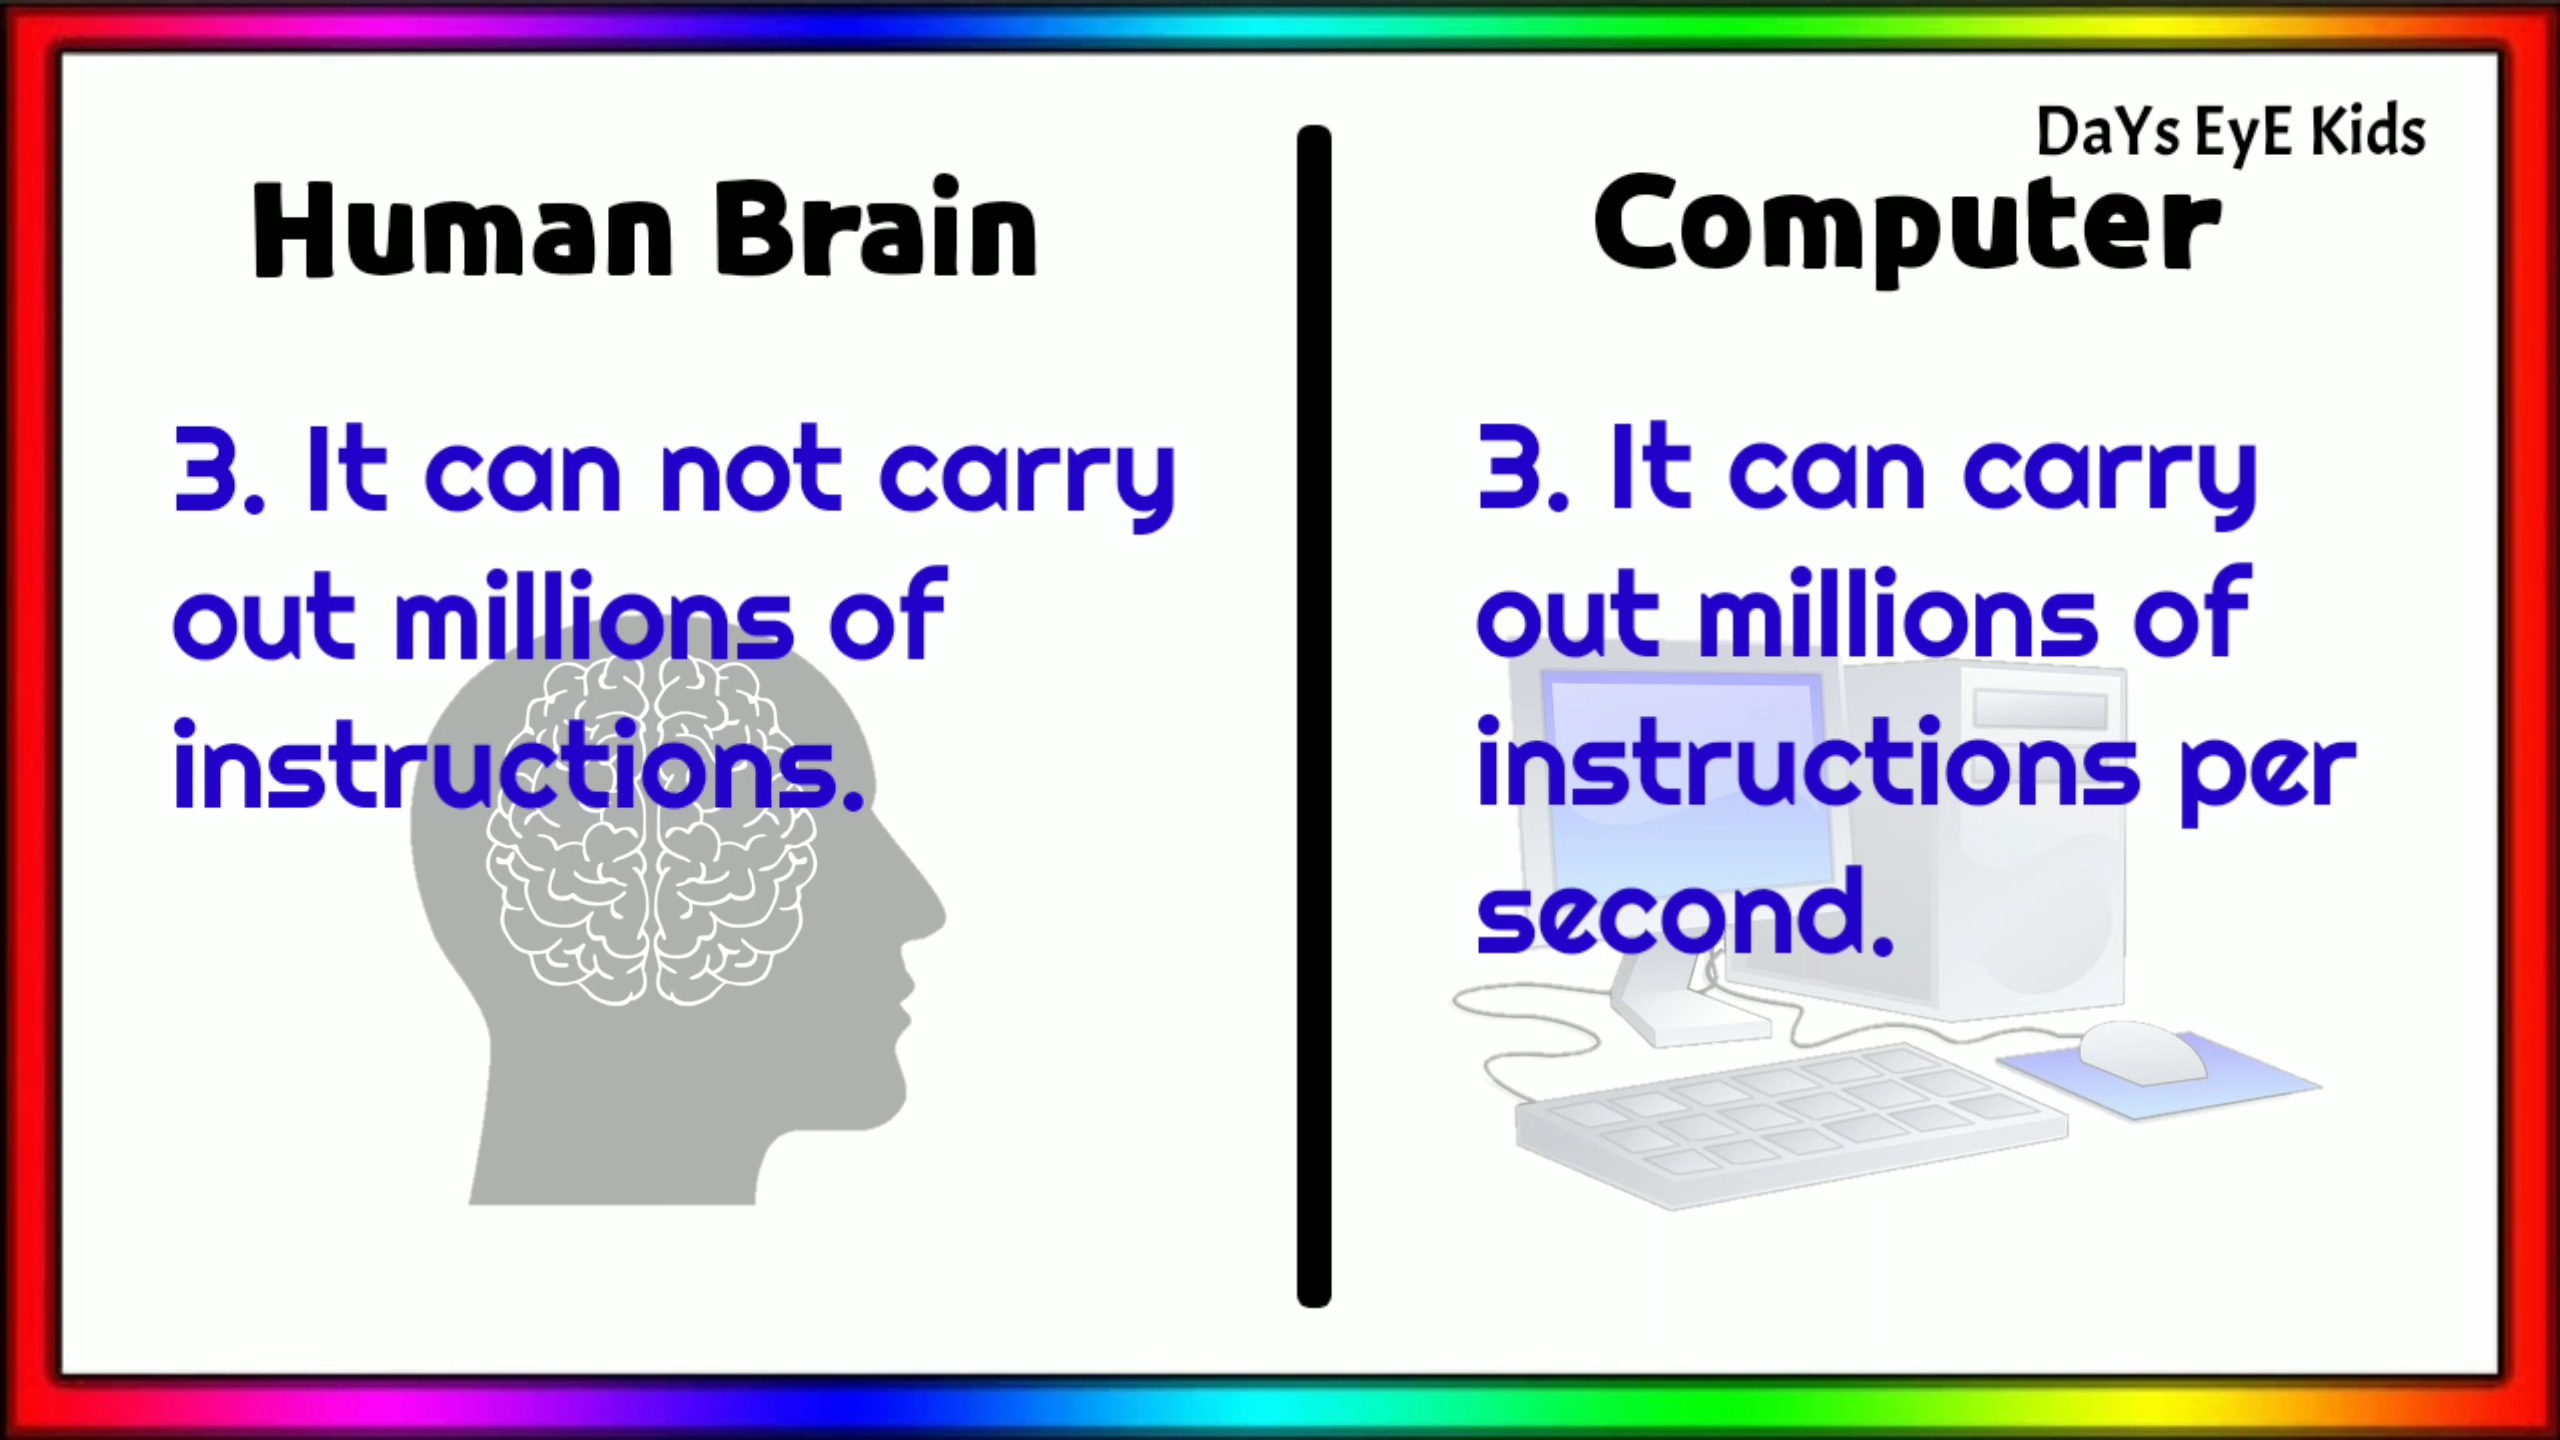 DaYs EyE Kids
Human Brain
3. It can not carry
out millions of
instructions.
Computer
3. It can carry
out millions of
instructions per
second.